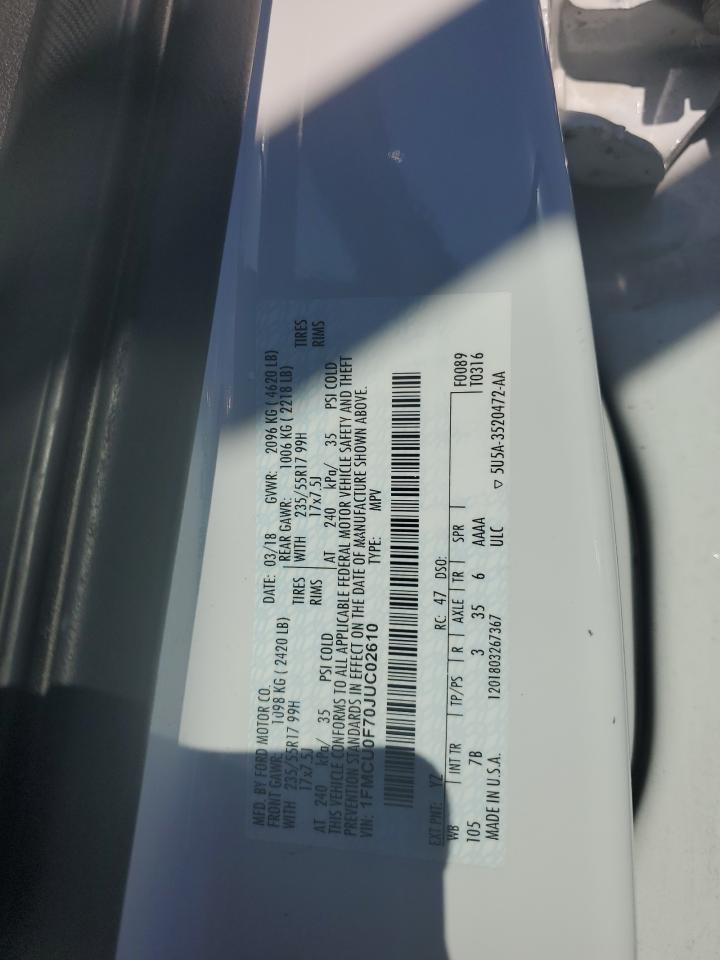 MFD. BY FORD MOTOR CO.
DATE: 03/18 GVWR: 2096 KG ( 4620 LB)
FRONT GAWR: 1098 KG ( 2420 LB) REAR GAWR: 1006 KG ( 2218 LB)
WITH 235/55R17 99H TIRES WITH 235/55R17 99H TIRES
17x7.5J RIMS 17x7.5J RIMS
AT 240 kPa/ 35 PSI COLD AT 240 kPa/ 35 PSI COLD
THIS VEHICLE CONFORMS TO ALL APPLICABLE FEDERAL MOTOR VEHICLE SAFETY AND THEFT
PREVENTION STANDARDS IN EFFECT ON THE DATE OF MANUFACTURE SHOWN ABOVE.
VIN: 1FMCU0F70JUC02610 TYPE: MPV
EXT PNT: YZ RC: 47 DSO: F0089
WB INT TR TP/PS R AXLE TR SPR T0316
105 7B 3 35 6 AAAA
MADE IN U.S.A. 1201803267367 ULC ▽ 5U5A-3520472-AA